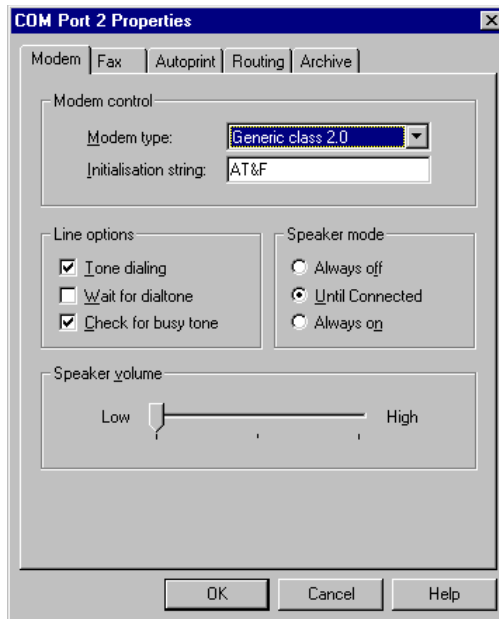 COM Port 2 Properties
Modem Fax Autoprint Routing Archive
Modem control
Modem type: Generic class 2.0
Initialisation string: AT&F
Line options
Tone dialing
Wait for dialtone
Check for busy tone
Speaker mode
Always off
Until Connected
Always on
Speaker volume
Low High
OK Cancel Help